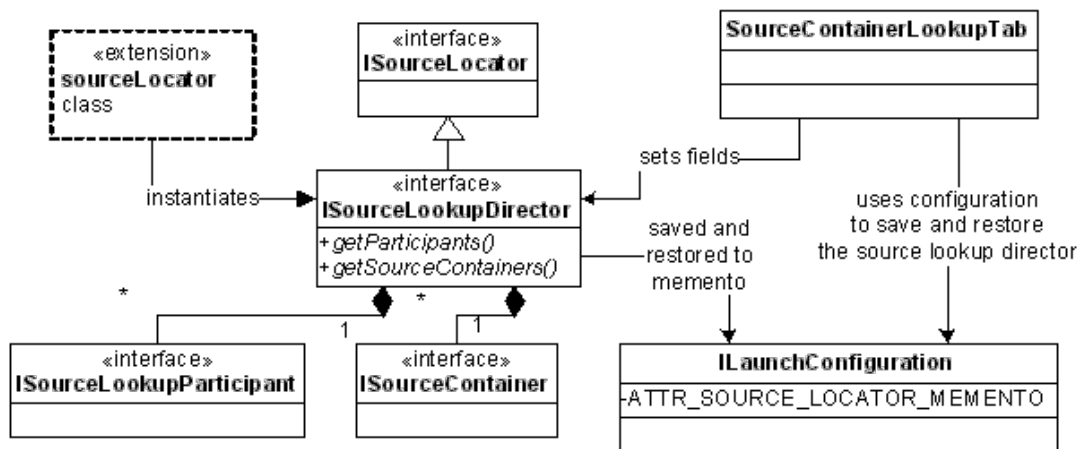 «extension»
sourceLocator
class
«interface»
ISourceLocator
SourceContainerLookupTab
instantiates
sets fields
«interface»
ISourceLookupDirector
+ getParticipants()
+ getSourceContainers()
saved and
restored to
memento
uses configuration
to save and restore
the source lookup director
*
*
1
1
«interface»
ISourceLookupParticipant
«interface»
ISourceContainer
ILaunchConfiguration
-ATTR_SOURCE_LOCATOR_MEMENTO